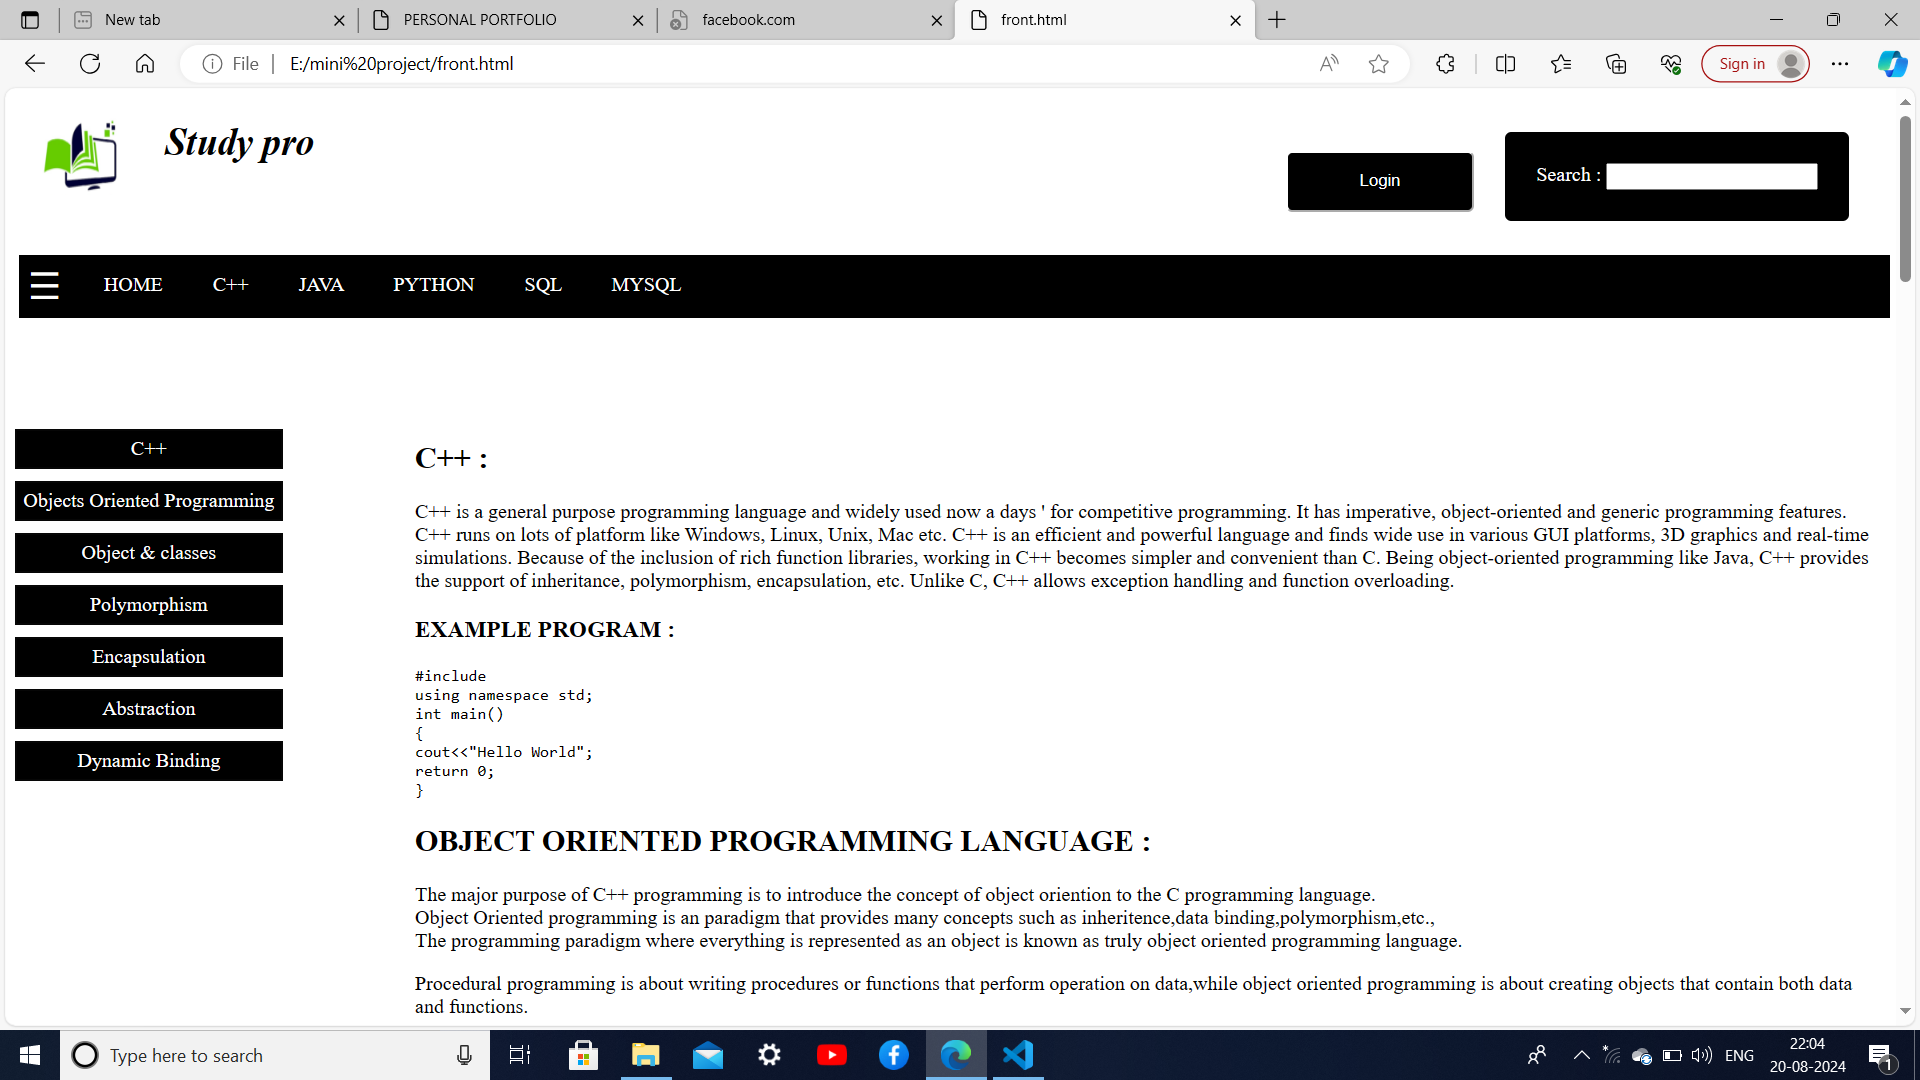 New tab
PERSONAL PORTFOLIO
facebook.com
front.html
File
E:/mini%20project/front.html
Sign in
Study pro
Login
Search :
HOME C++ JAVA PYTHON SQL MYSQL
C++
Objects Oriented Programming
Object & classes
Polymorphism
Encapsulation
Abstraction
Dynamic Binding
C++ :
C++ is a general purpose programming language and widely used now a days ' for competitive programming. It has imperative, object-oriented and generic programming features.
C++ runs on lots of platform like Windows, Linux, Unix, Mac etc. C++ is an efficient and powerful language and finds wide use in various GUI platforms, 3D graphics and real-time
simulations. Because of the inclusion of rich function libraries, working in C++ becomes simpler and convenient than C. Being object-oriented programming like Java, C++ provides
the support of inheritance, polymorphism, encapsulation, etc. Unlike C, C++ allows exception handling and function overloading.
EXAMPLE PROGRAM :
#include
using namespace std;
int main()
{
cout<<"Hello World";
return 0;
}
OBJECT ORIENTED PROGRAMMING LANGUAGE :
The major purpose of C++ programming is to introduce the concept of object oriention to the C programming language.
Object Oriented programming is an paradigm that provides many concepts such as inheritence,data binding,polymorphism,etc.,
The programming paradigm where everything is represented as an object is known as truly object oriented programming language.
Procedural programming is about writing procedures or functions that perform operation on data,while object oriented programming is about creating objects that contain both data
and functions.
Type here to search
ENG
22:04
20-08-2024
1